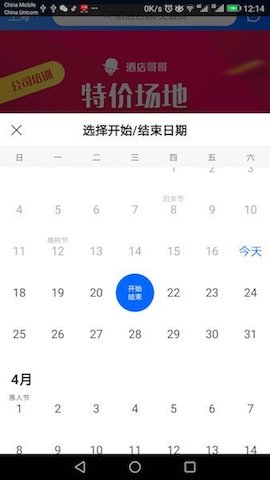 China Mobile
China Unicom
0K/s
12:14
酒店哥哥
公司培训
特价场地
选择开始/结束日期
日 一 二 三 四 五 六
1 2 3
妇女节
4 5 6 7 8 9 10
植树节 今天
11 12 13 14 15 16
18 19 20 开始 22 23 24
结束
25 26 27 28 29 30 31
4月
愚人节
1 2 3 4 5 6 7
8 9 10 11 12 13 14